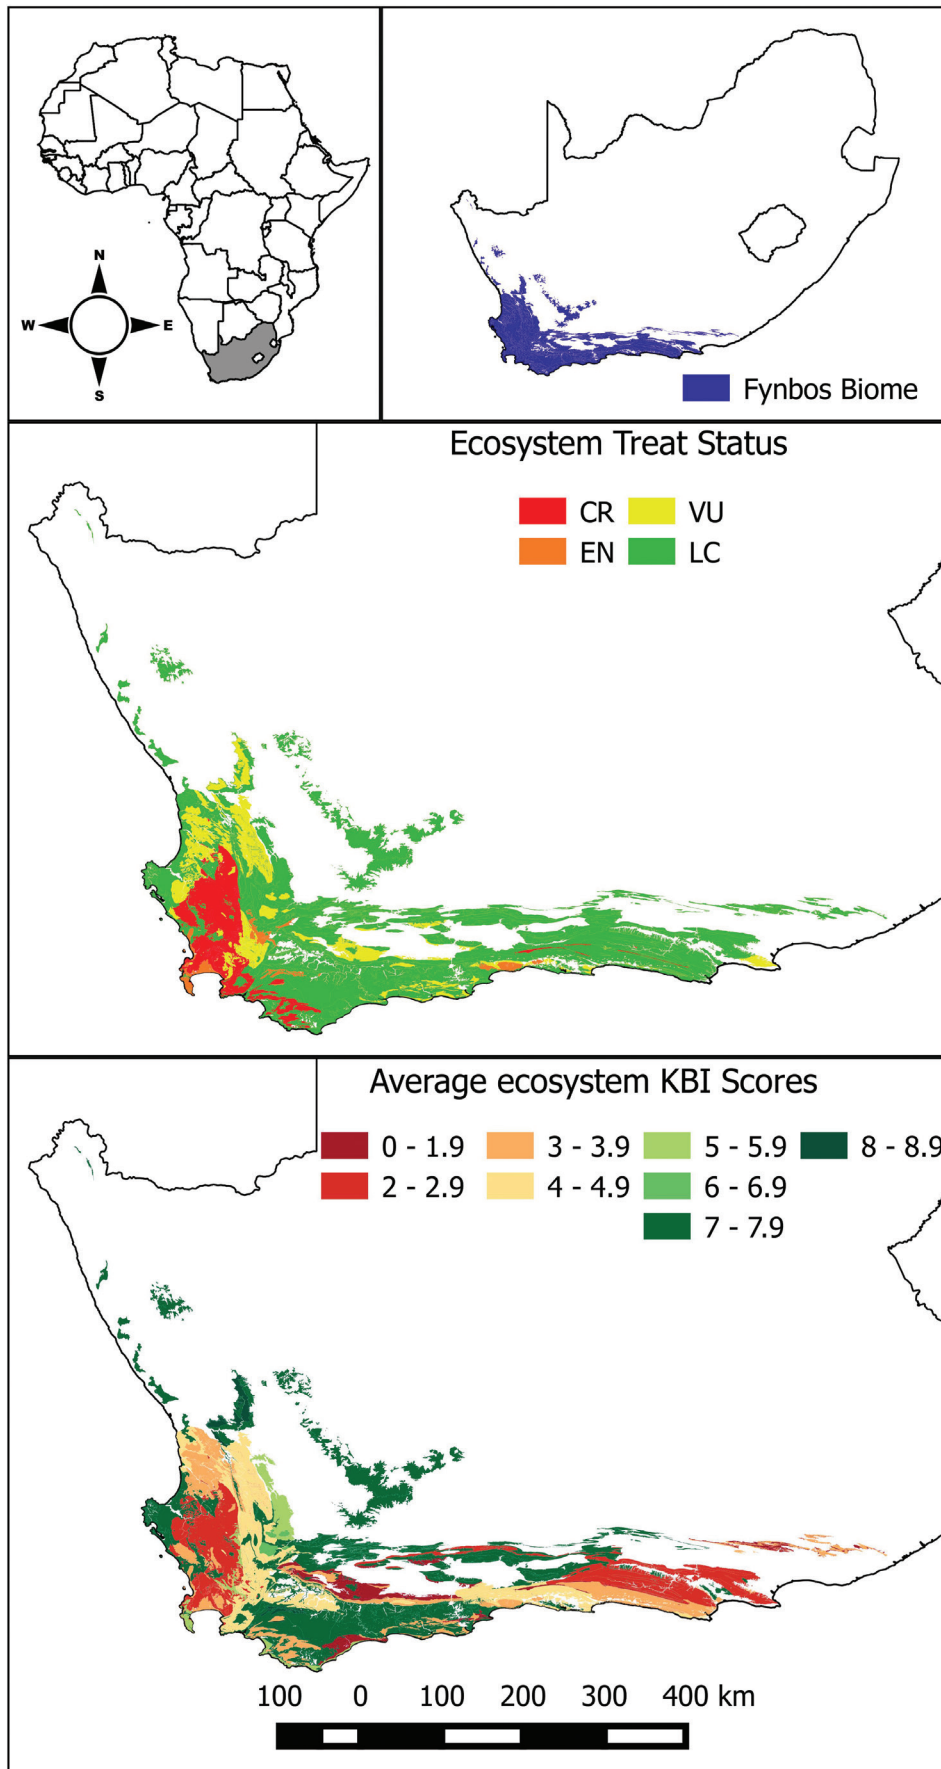 N
W E
S
Fynbos Biome
Ecosystem Treat Status
CR VU
EN LC
Average ecosystem KBI Scores
0 - 1.9 3 - 3.9 5 - 5.9 8 - 8.9
2 - 2.9 4 - 4.9 6 - 6.9
7 - 7.9
100 0 100 200 300 400 km